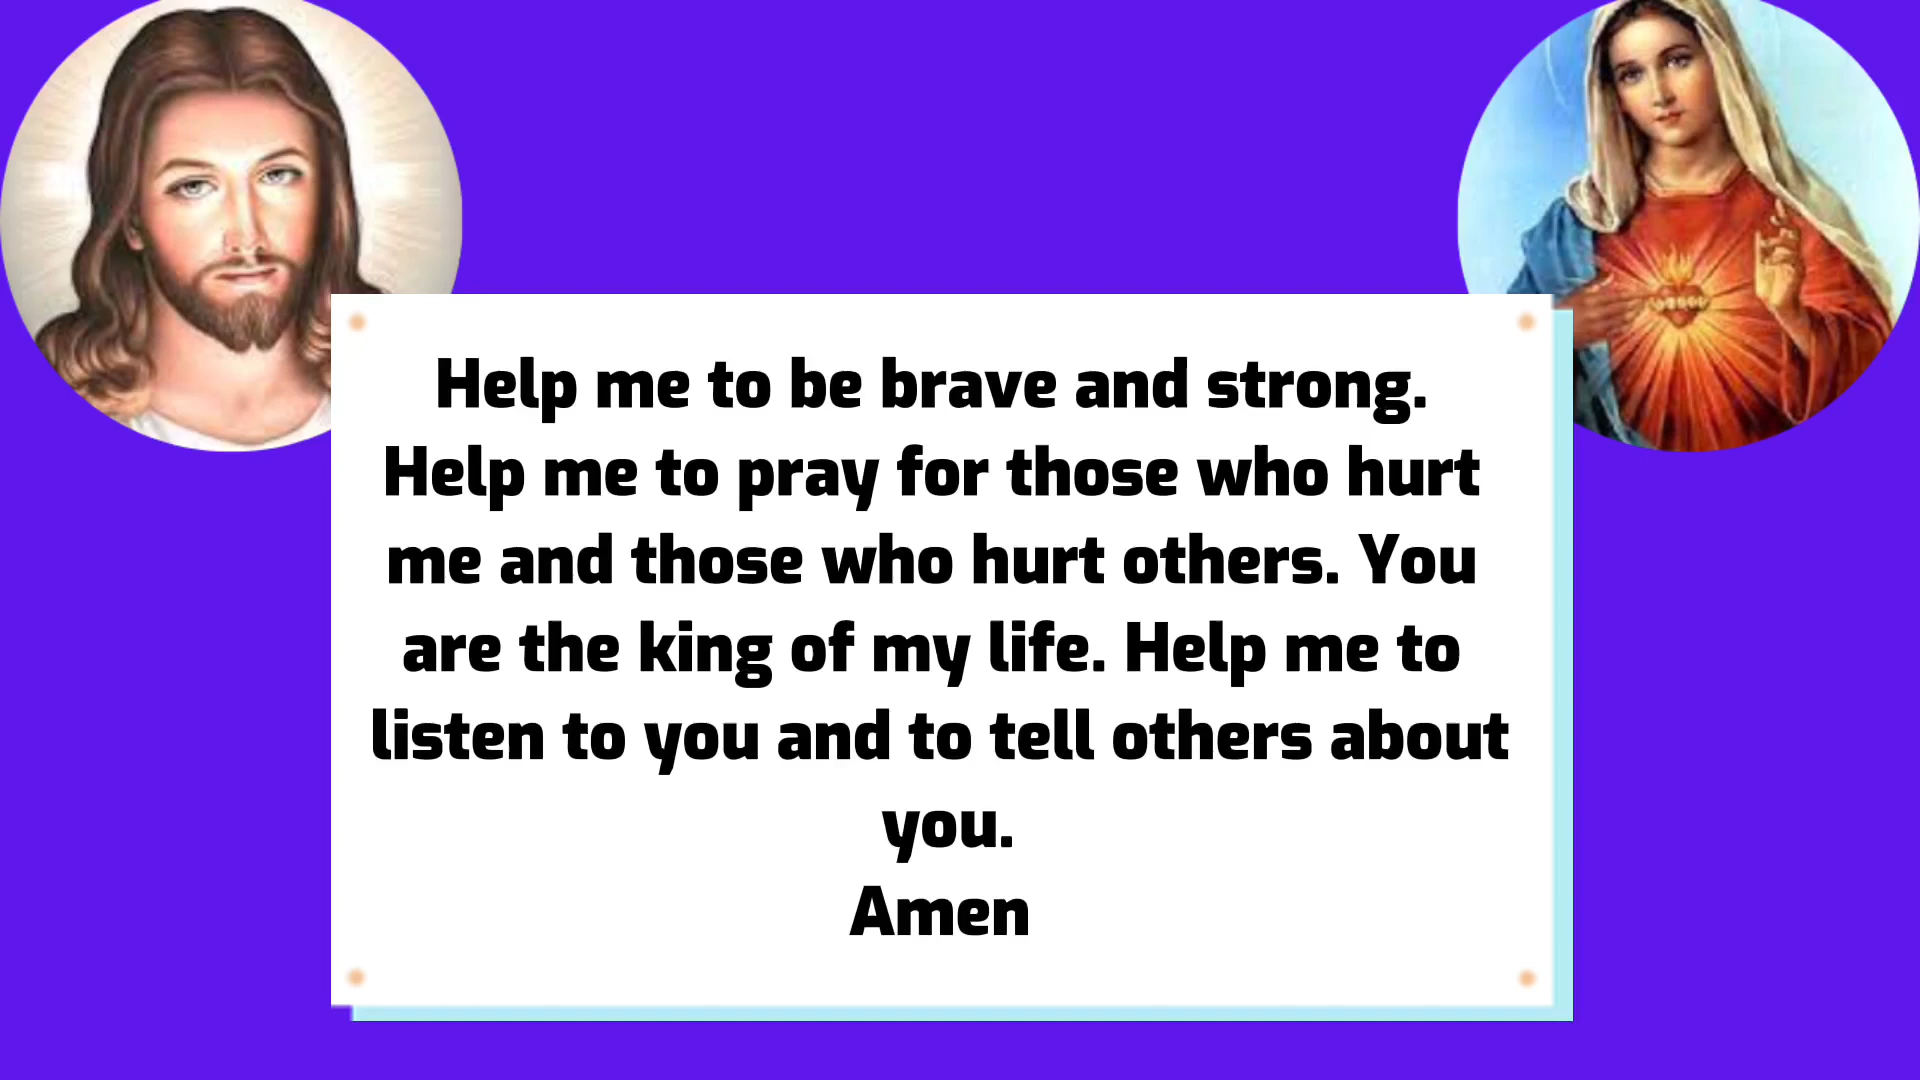 Help me to be brave and strong.
Help me to pray for those who hurt
me and those who hurt others. You
are the king of my life. Help me to
listen to you and to tell others about
you.
Amen